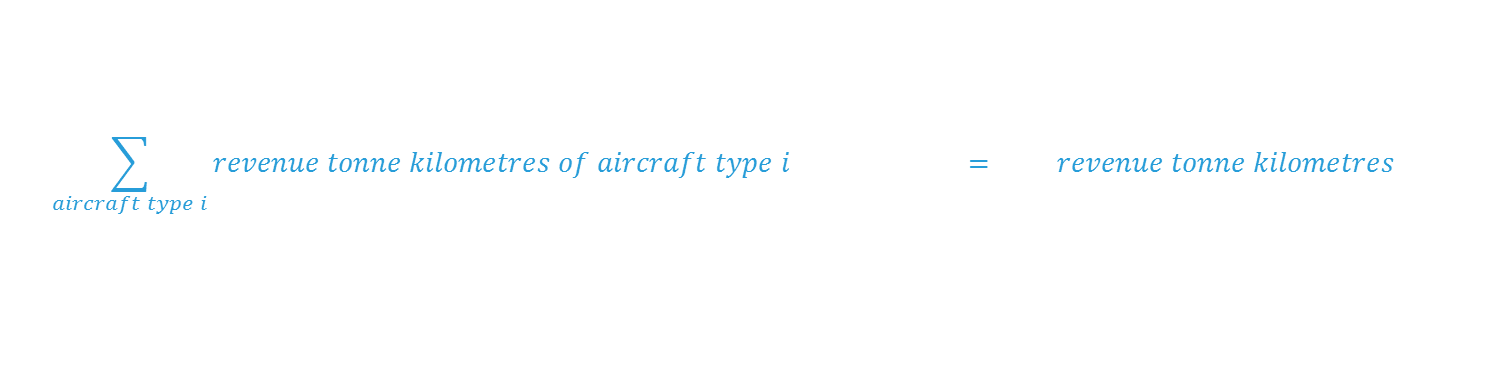 ∑ revenue tonne kilometres of aircraft type i = revenue tonne kilometres
aircraft type i